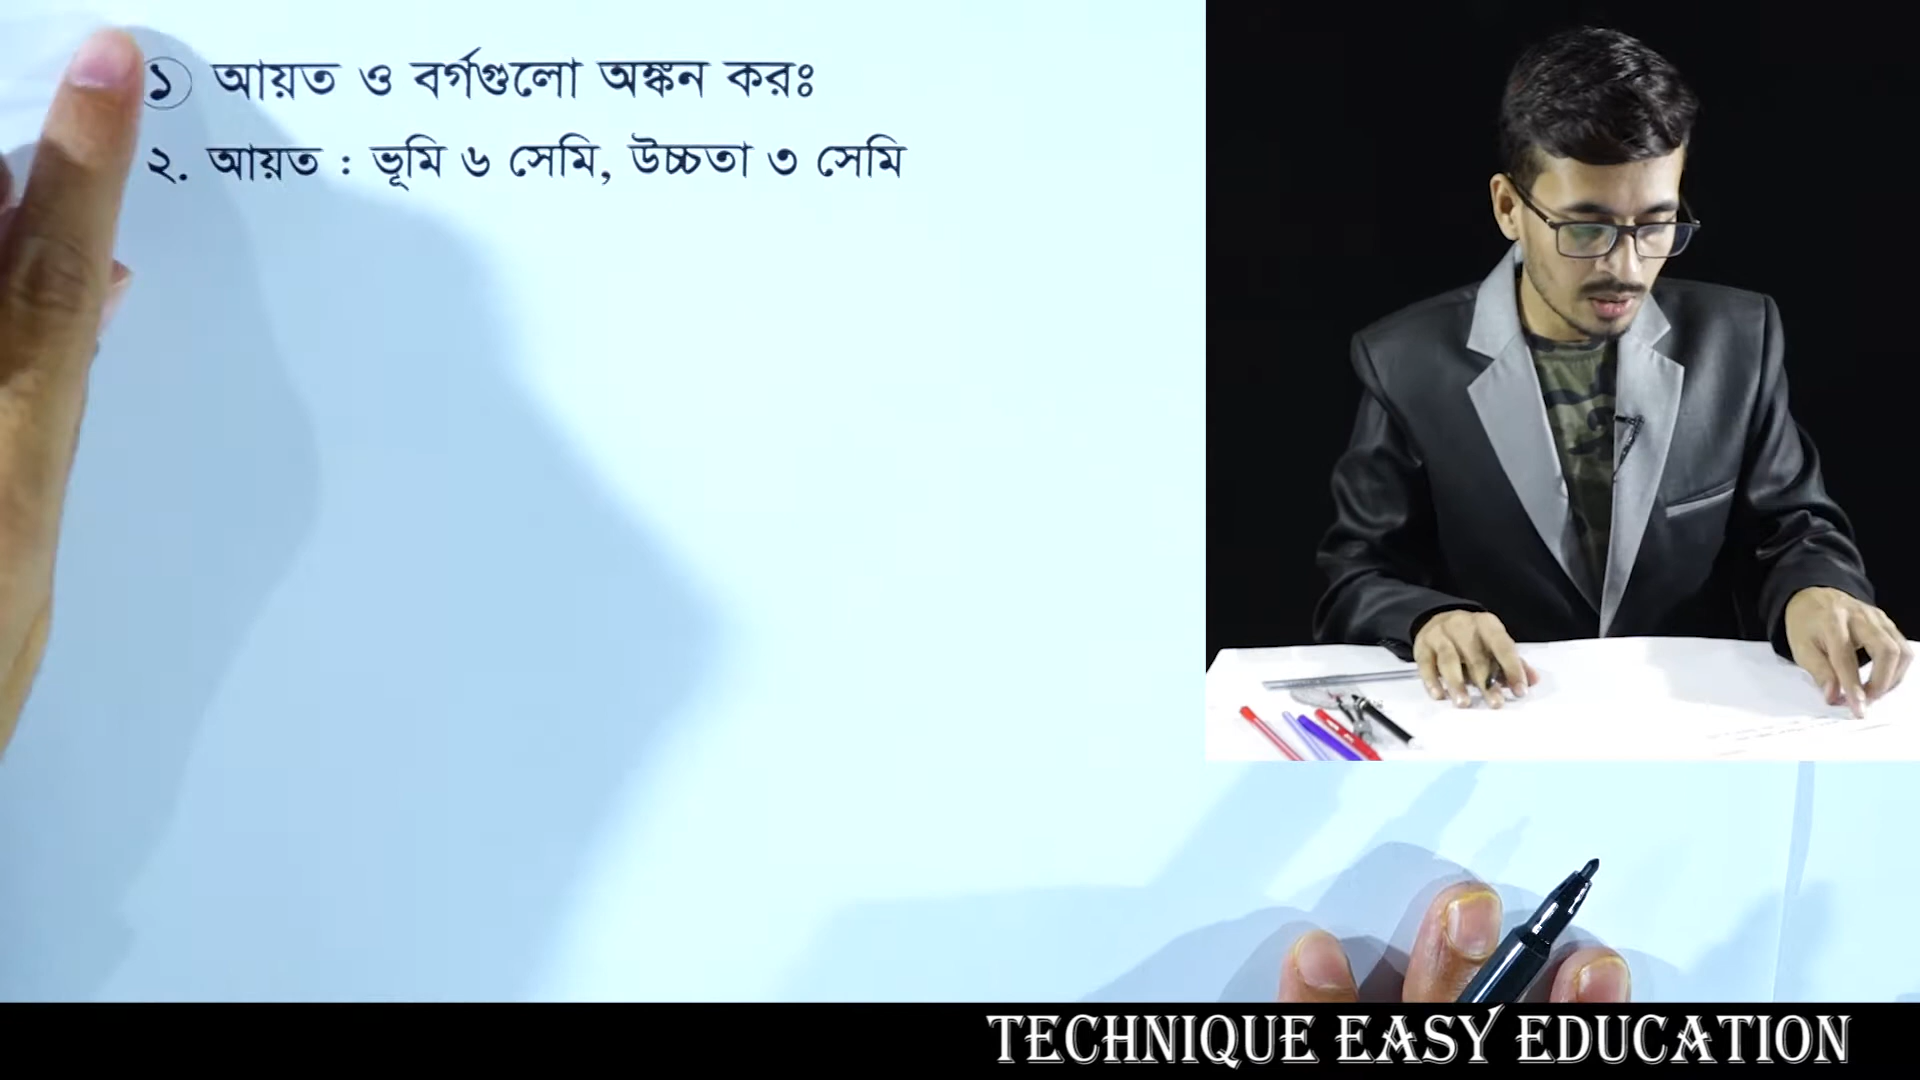 ১ আয়ত ও বর্গগুলো অঙ্কন করঃ
২. আয়ত : ভূমি ৬ সেমি, উচ্চতা ৩ সেমি
TECHNIQUE EASY EDUCATION